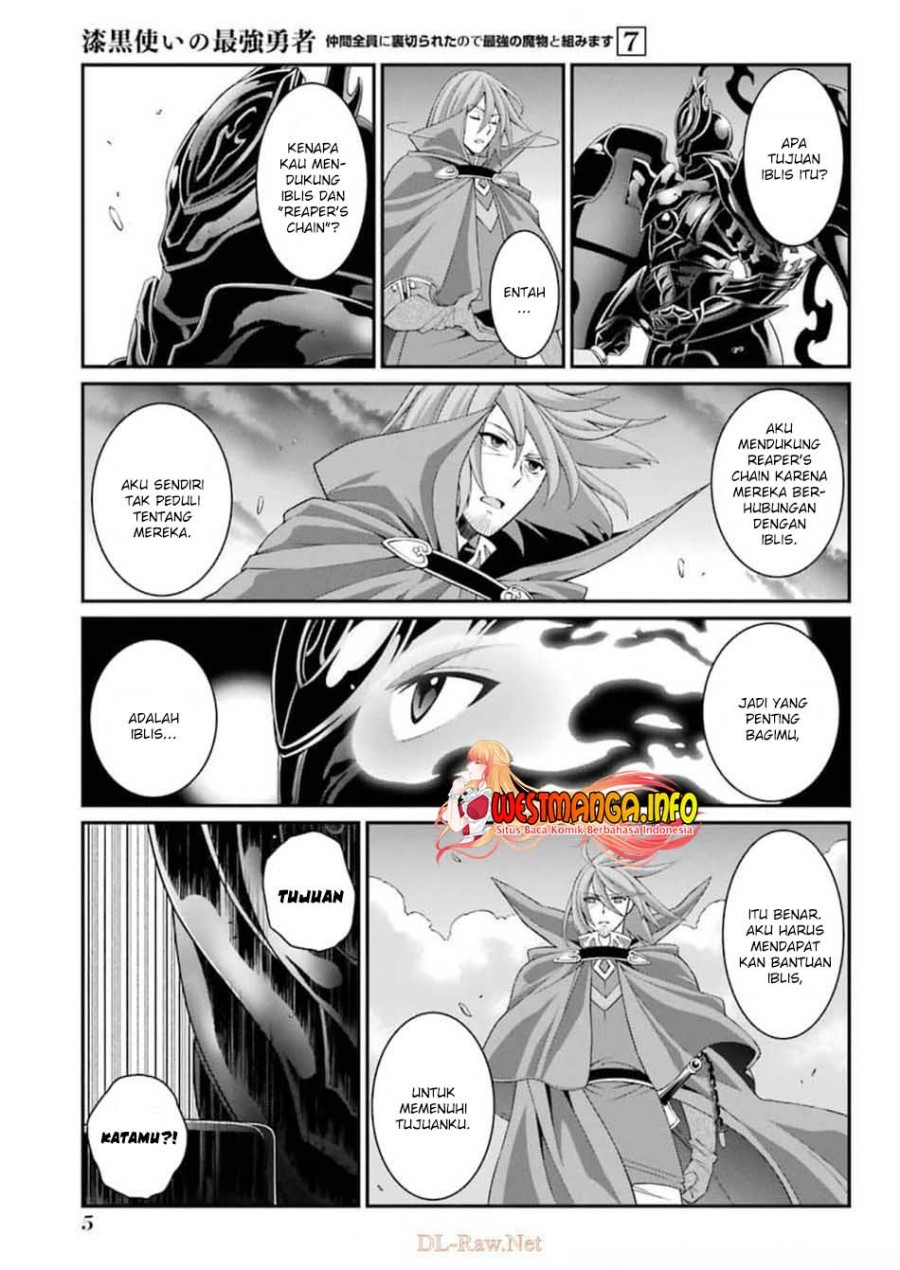 漆黒使いの最強勇者 仲間全員に裏切られたので最強の魔物と組みます 7
APA
TUJUAN
IBLIS ITU?
ENTAH
...
KENAPA
KAU MEN-
DUKUNG
IBLIS DAN
"REAPER'S
CHAIN"?
AKU
MENDUKUNG
REAPER'S
CHAIN KARENA
MEREKA BER-
HUBUNGAN
DENGAN
IBLIS.
AKU SENDIRI
TAK PEDULI
TENTANG
MEREKA.
JADI YANG
PENTING
BAGIMU,
ADALAH
IBLIS...
WESTMANGA.INFO
Situs Baca Komik Berbahasa Indonesia
ITU BENAR.
AKU HARUS
MENDAPAT
KAN BANTUAN
IBLIS,
UNTUK
MEMENUHI
TUJUANKU.
TUJUAN
KATAMU?!
5
DL-Raw.Net